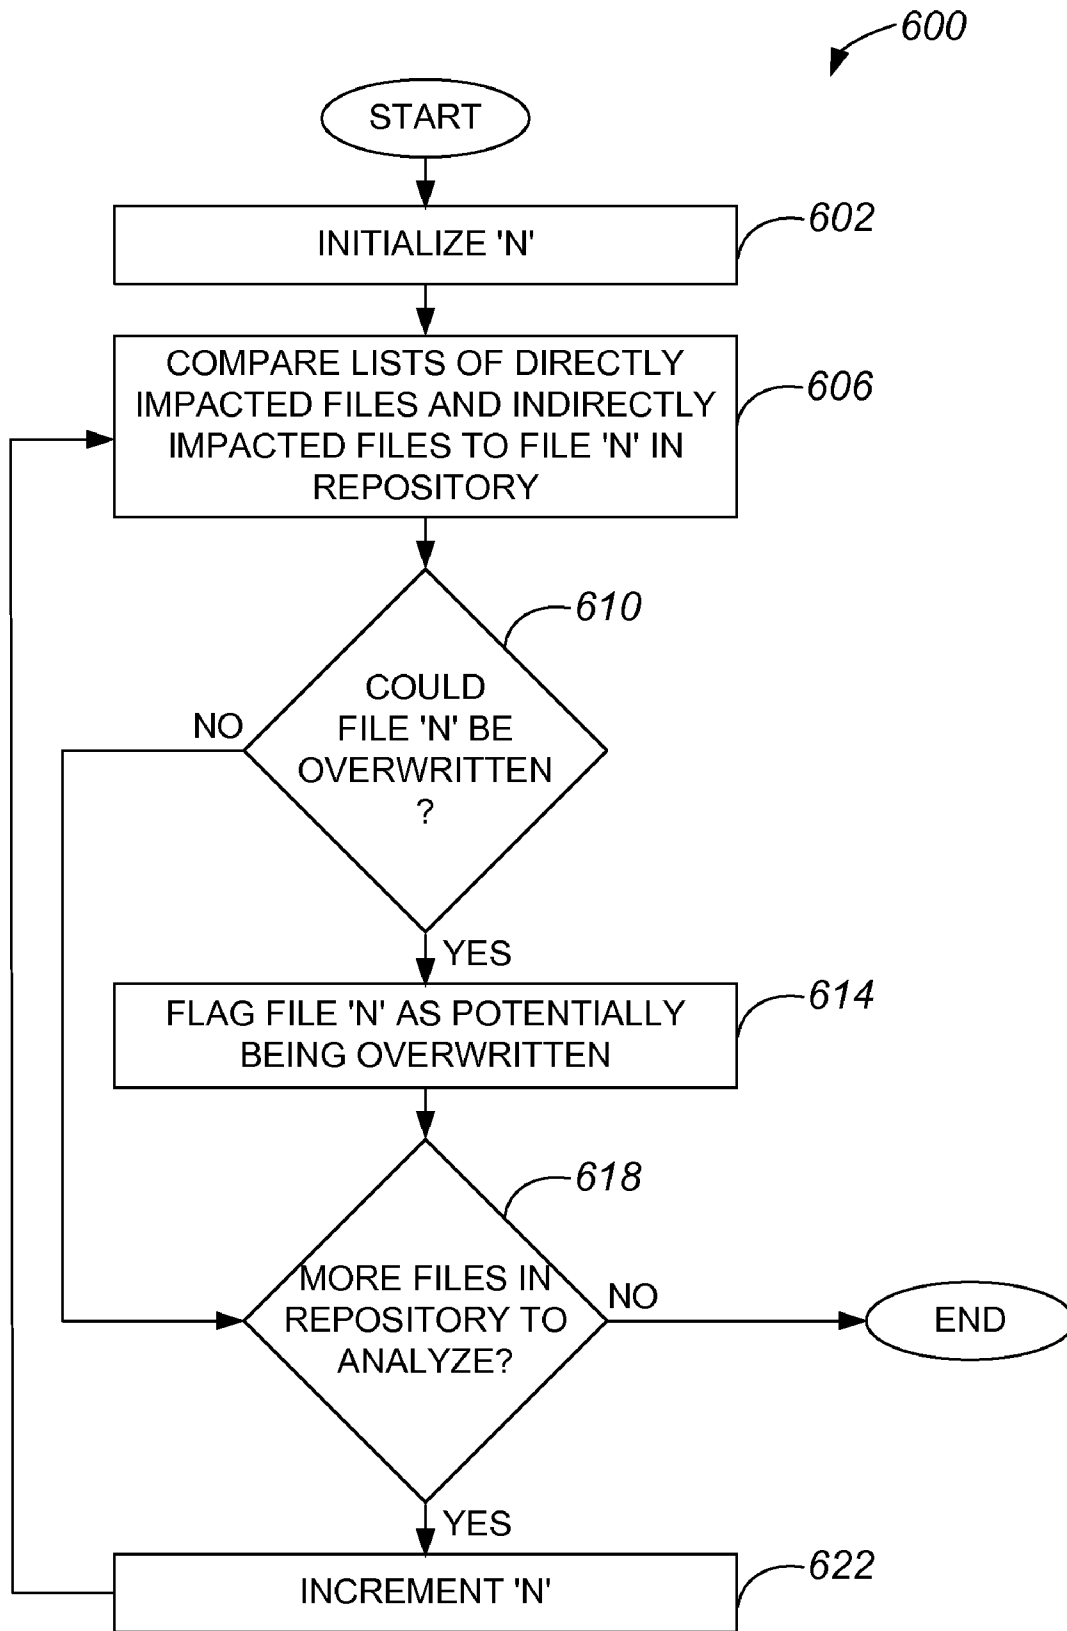 600
START
INITIALIZE 'N'
602
COMPARE LISTS OF DIRECTLY
IMPACTED FILES AND INDIRECTLY
IMPACTED FILES TO FILE 'N' IN
REPOSITORY
606
610
COULD
FILE 'N' BE
OVERWRITTEN
?
NO
YES
FLAG FILE 'N' AS POTENTIALLY
BEING OVERWRITTEN
614
618
MORE FILES IN
REPOSITORY TO
ANALYZE?
NO
END
YES
INCREMENT 'N'
622